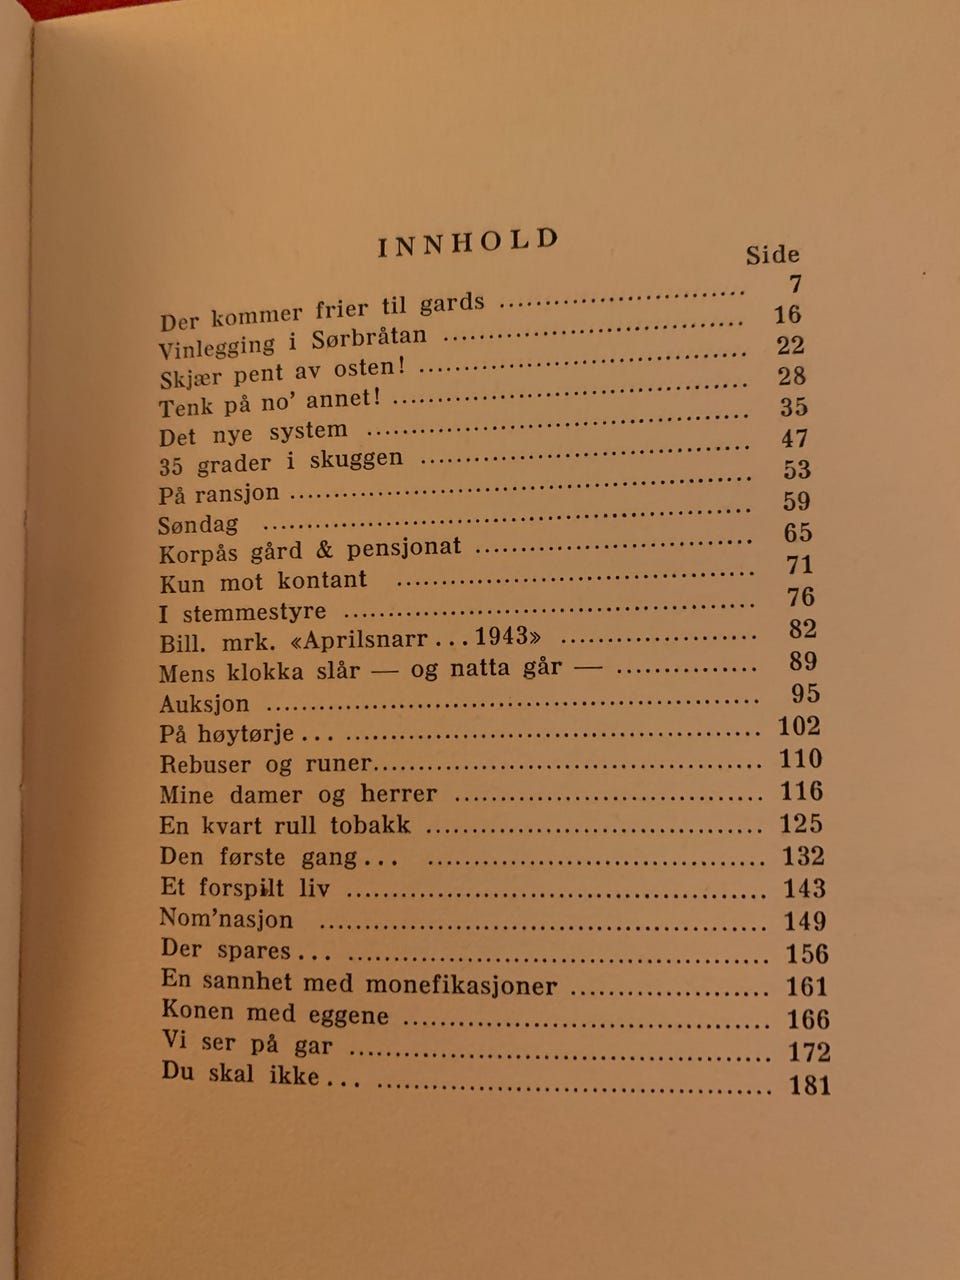 INNHOLD
Side
Der kommer frier til gards 7
Vinlegging i Sørbråtan 16
Skjær pent av osten! 22
Tenk på no’ annet! 28
Det nye system 35
35 grader i skuggen 47
På ransjon 53
Søndag 59
Korpås gård & pensjonat 65
Kun mot kontant 71
I stemmestyre 76
Bill. mrk. «Aprilsnarr ... 1943» 82
Mens klokka slår — og natta går — 89
Auksjon 95
På høytørje ... 102
Rebuser og runer 110
Mine damer og herrer 116
En kvart rull tobakk 125
Den første gang ... 132
Et forspilt liv 143
Nom’nasjon 149
Der spares ... 156
En sannhet med monefikasjoner 161
Konen med eggene 166
Vi ser på gar 172
Du skal ikke ... 181